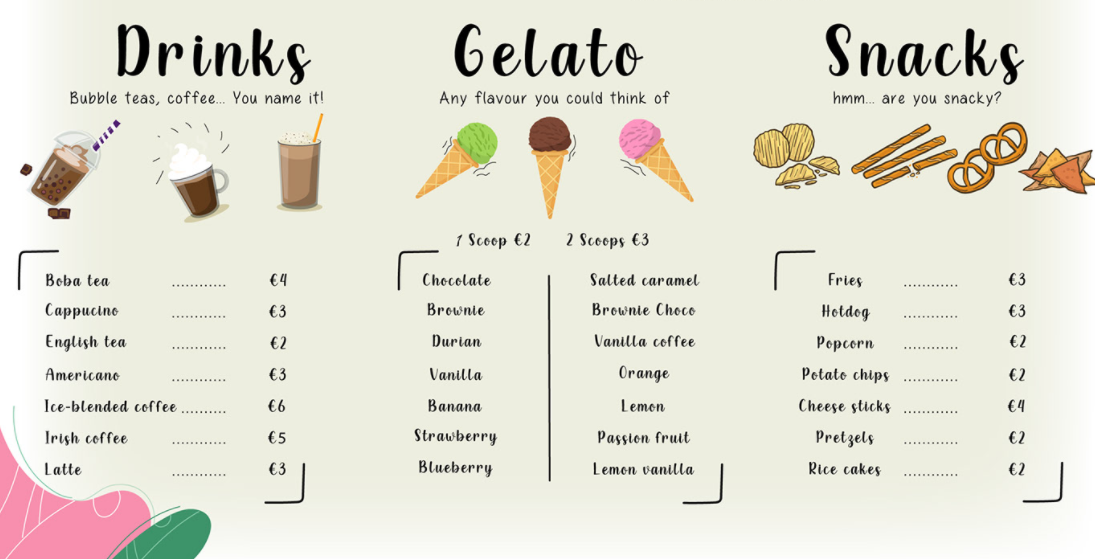 Drinks
Bubble teas, coffee... You name it!
Boba tea ............ €4
Cappucino ............ €3
English tea ............ €2
Americano ............ €3
Ice-blended coffee .......... €6
Irish coffee ............ €5
Latte ............ €3
Gelato
Any flavour you could think of
1 Scoop €2 2 Scoops €3
Chocolate
Brownie
Durian
Vanilla
Banana
Strawberry
Blueberry
Salted caramel
Brownie Choco
Vanilla coffee
Orange
Lemon
Passion fruit
Lemon vanilla
Snacks
hmm... are you snacky?
Fries ............ €3
Hotdog ............ €3
Popcorn ............ €2
Potato chips ............ €2
Cheese sticks ............ €4
Pretzels ............ €2
Rice cakes ............ €2